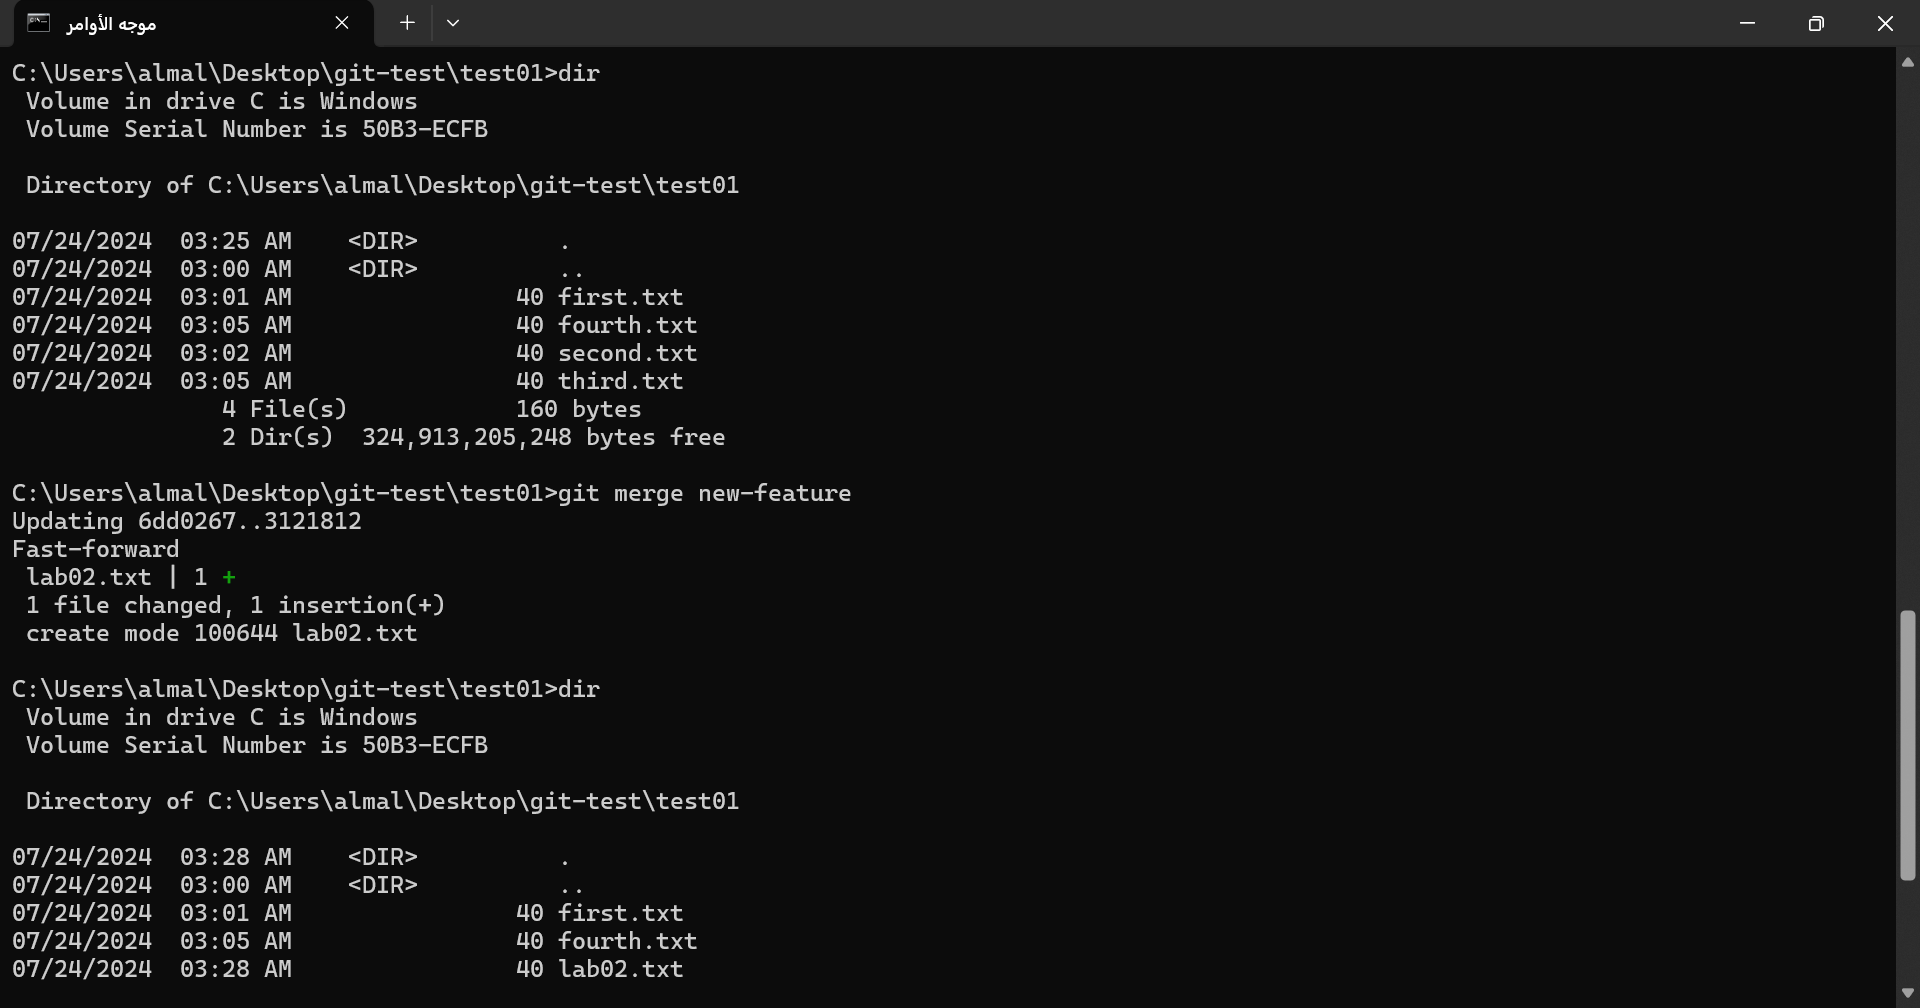 موجه الأوامر
C:\Users\almal\Desktop\git-test\test01>dir
 Volume in drive C is Windows
 Volume Serial Number is 50B3-ECFB

 Directory of C:\Users\almal\Desktop\git-test\test01

07/24/2024  03:25 AM    <DIR>          .
07/24/2024  03:00 AM    <DIR>          ..
07/24/2024  03:01 AM                40 first.txt
07/24/2024  03:05 AM                40 fourth.txt
07/24/2024  03:02 AM                40 second.txt
07/24/2024  03:05 AM                40 third.txt
               4 File(s)            160 bytes
               2 Dir(s)  324,913,205,248 bytes free

C:\Users\almal\Desktop\git-test\test01>git merge new-feature
Updating 6dd0267..3121812
Fast-forward
 lab02.txt | 1 +
 1 file changed, 1 insertion(+)
 create mode 100644 lab02.txt

C:\Users\almal\Desktop\git-test\test01>dir
 Volume in drive C is Windows
 Volume Serial Number is 50B3-ECFB

 Directory of C:\Users\almal\Desktop\git-test\test01

07/24/2024  03:28 AM    <DIR>          .
07/24/2024  03:00 AM    <DIR>          ..
07/24/2024  03:01 AM                40 first.txt
07/24/2024  03:05 AM                40 fourth.txt
07/24/2024  03:28 AM                40 lab02.txt